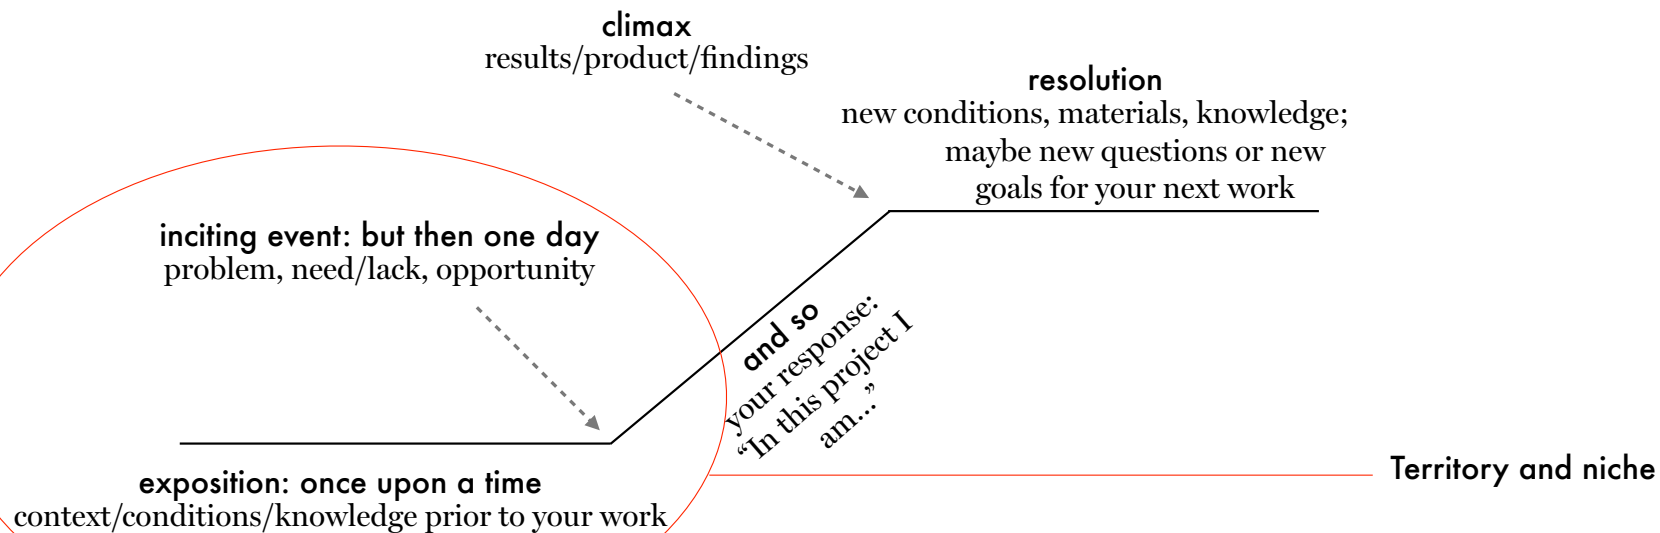 climax
results/product/findings
resolution
new conditions, materials, knowledge;
maybe new questions or new
goals for your next work
inciting event: but then one day
problem, need/lack, opportunity
and so
your response:
“In this project I
am...”
exposition: once upon a time
context/conditions/knowledge prior to your work
Territory and niche